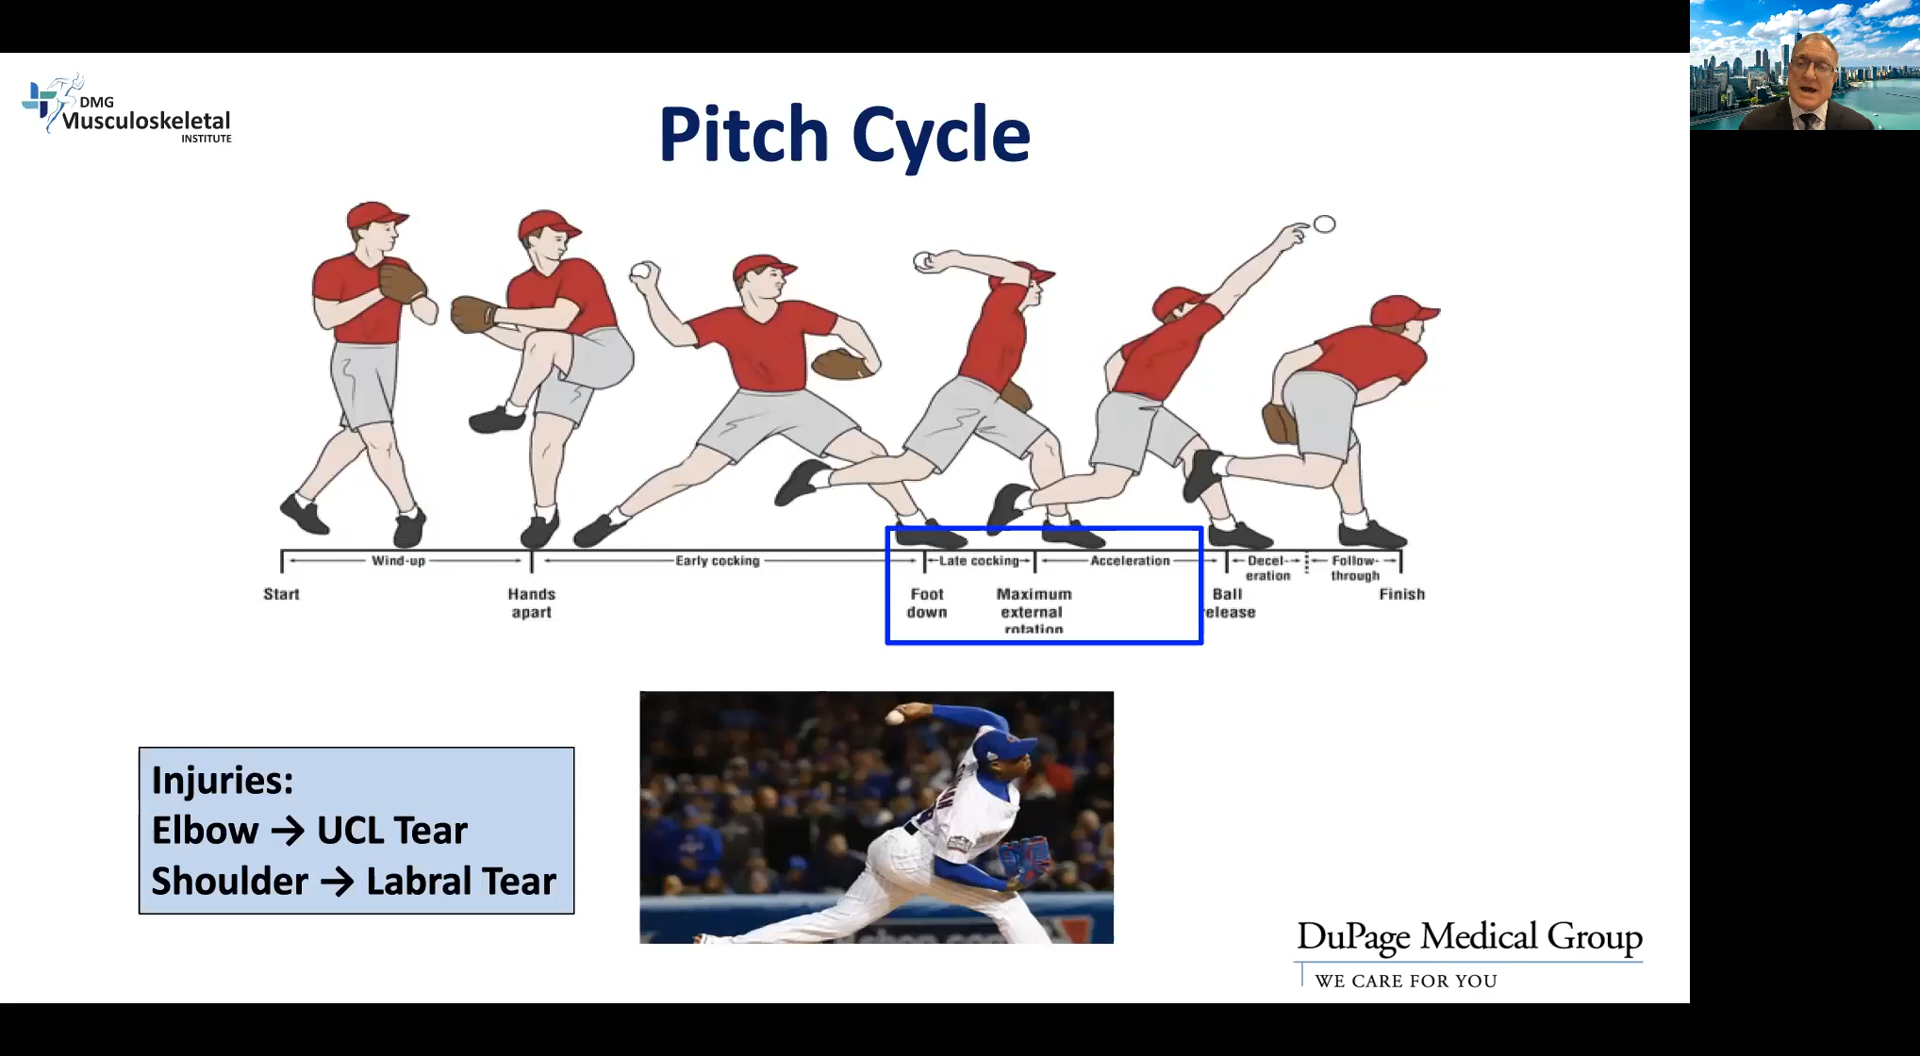 DMG
Musculoskeletal
INSTITUTE
Pitch Cycle
Wind-up
Early cocking
Late cocking
Acceleration
Decel-
eration
Follow-
through
Start
Hands
apart
Foot
down
Maximum
external
rotation
Ball
release
Finish
Injuries:
Elbow → UCL Tear
Shoulder → Labral Tear
DuPage Medical Group
WE CARE FOR YOU